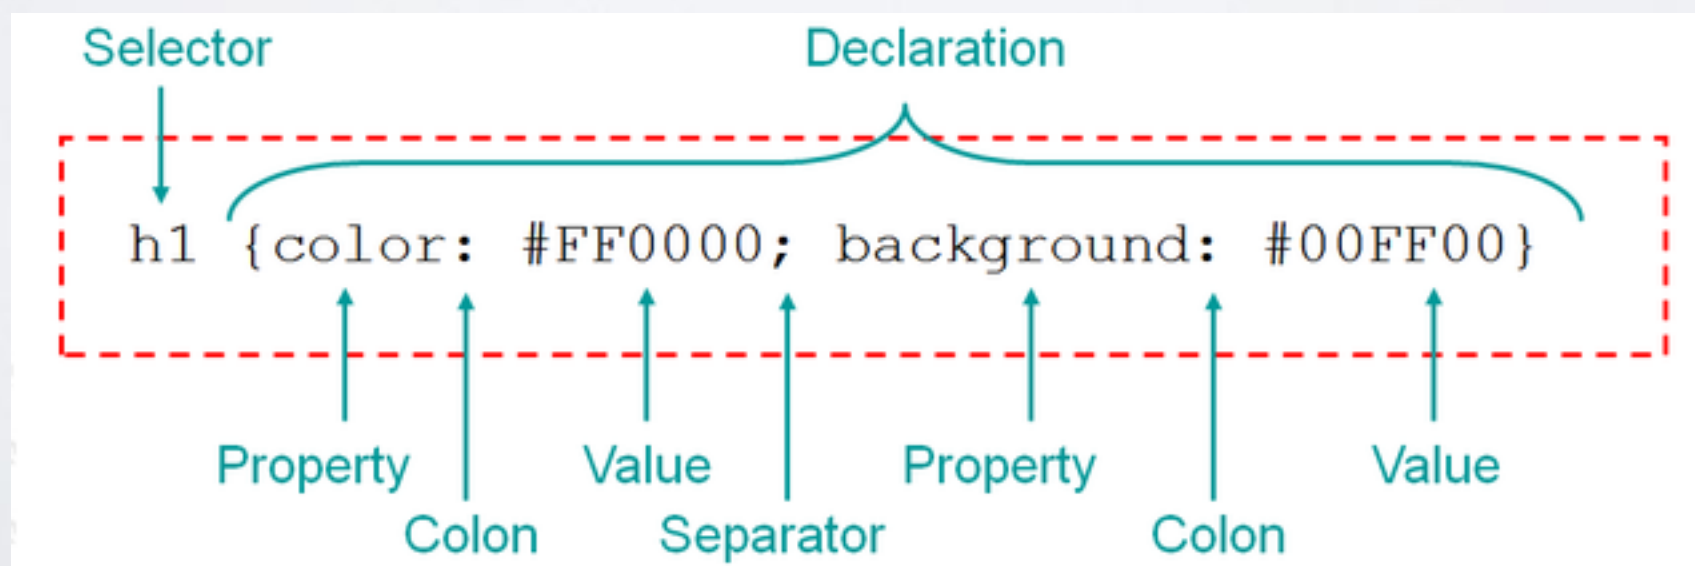 Selector Declaration
h1 {color: #FF0000; background: #00FF00}
Property Value Property Value
Colon Separator Colon